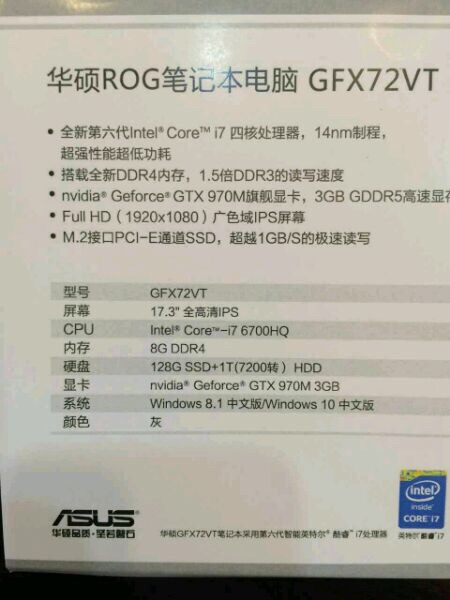 华硕ROG笔记本电脑 GFX72VT
• 全新第六代Intel® Core™ i7 四核处理器，14nm制程，
超强性能超低功耗
• 搭载全新DDR4内存，1.5倍DDR3的读写速度
• nvidia® Geforce® GTX 970M旗舰显卡，3GB GDDR5高速显存
• Full HD（1920x1080）广色域IPS屏幕
• M.2接口PCI-E通道SSD，超越1GB/S的极速读写
型号 GFX72VT
屏幕 17.3" 全高清IPS
CPU Intel® Core™-i7 6700HQ
内存 8G DDR4
硬盘 128G SSD+1T(7200转）HDD
显卡 nvidia® Geforce® GTX 970M 3GB
系统 Windows 8.1 中文版/Windows 10 中文版
颜色 灰
ASUS
华硕品质·坚若磐石
华硕GFX72VT笔记本采用第六代智能英特尔® 酷睿™ i7处理器
intel
inside"
CORE i7
英特尔®酷睿™ i7